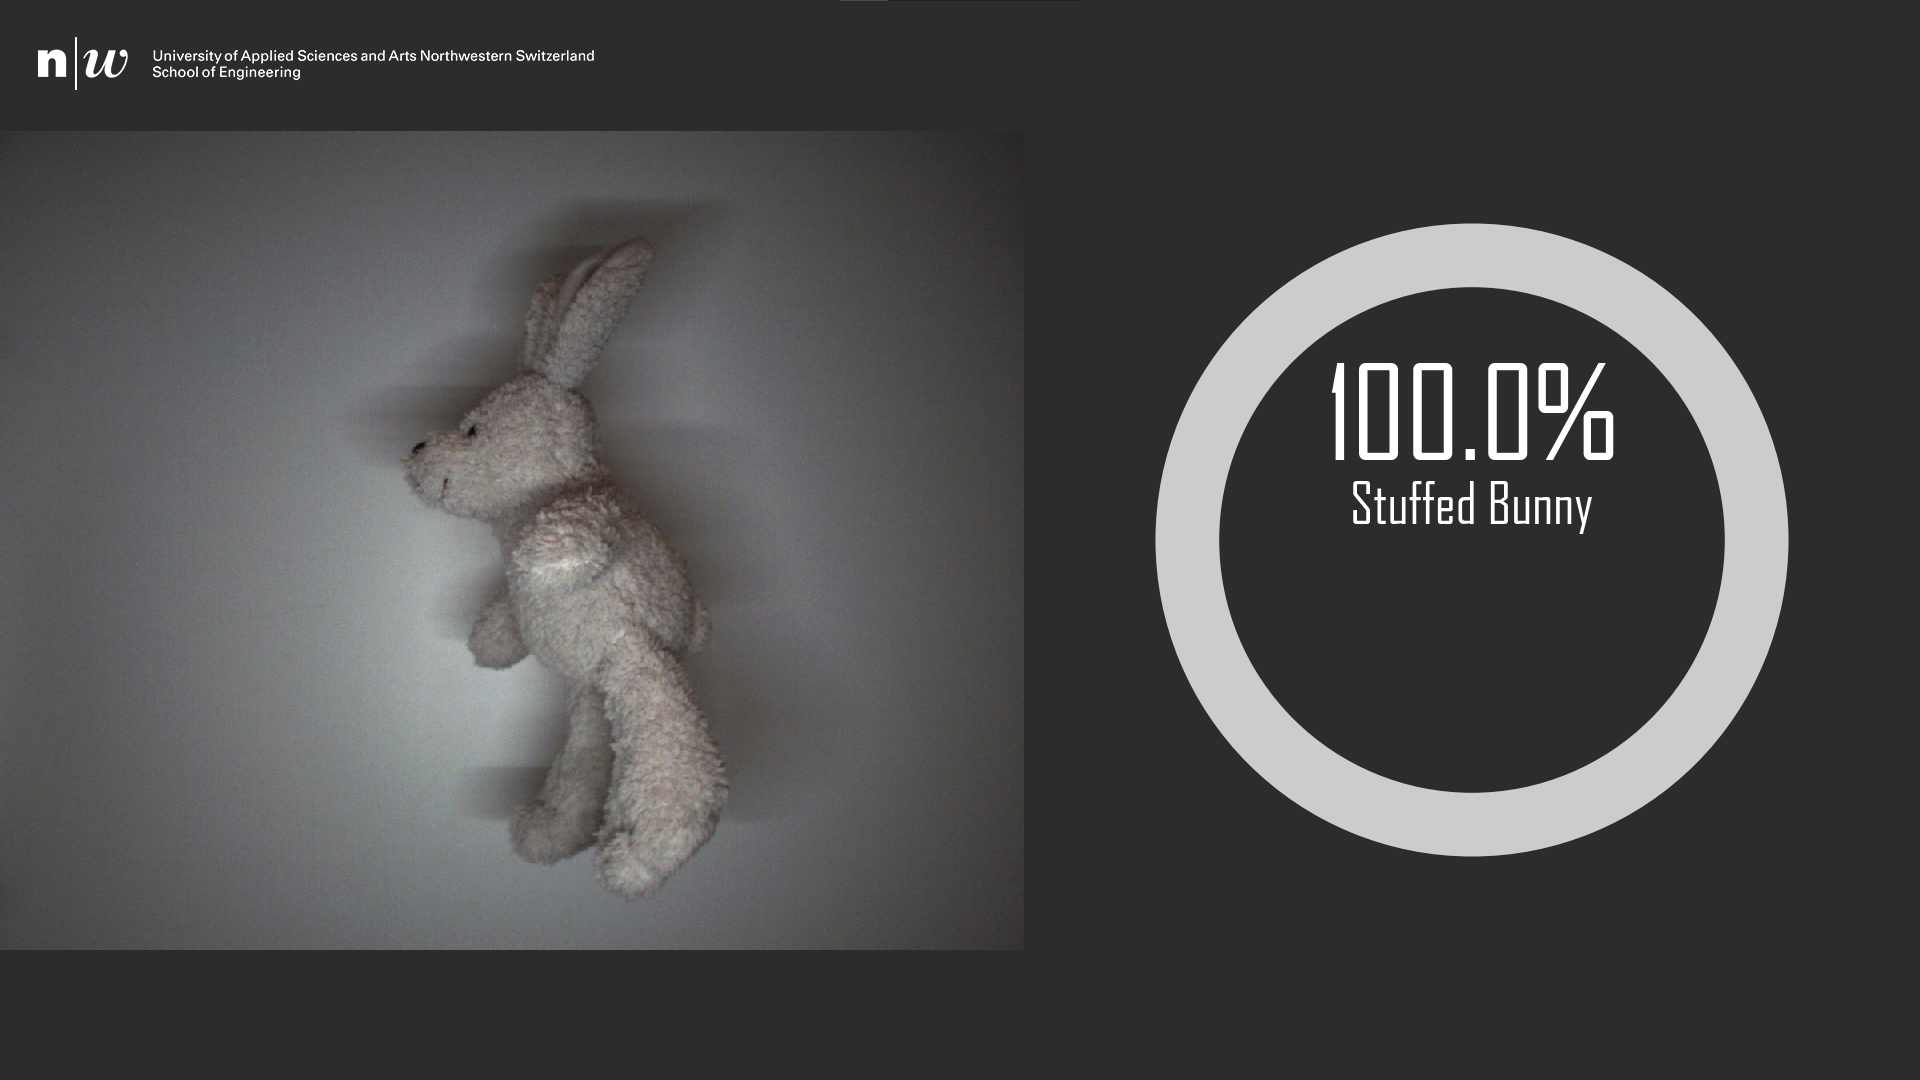 n|w
University of Applied Sciences and Arts Northwestern Switzerland
School of Engineering
100.0%
Stuffed Bunny